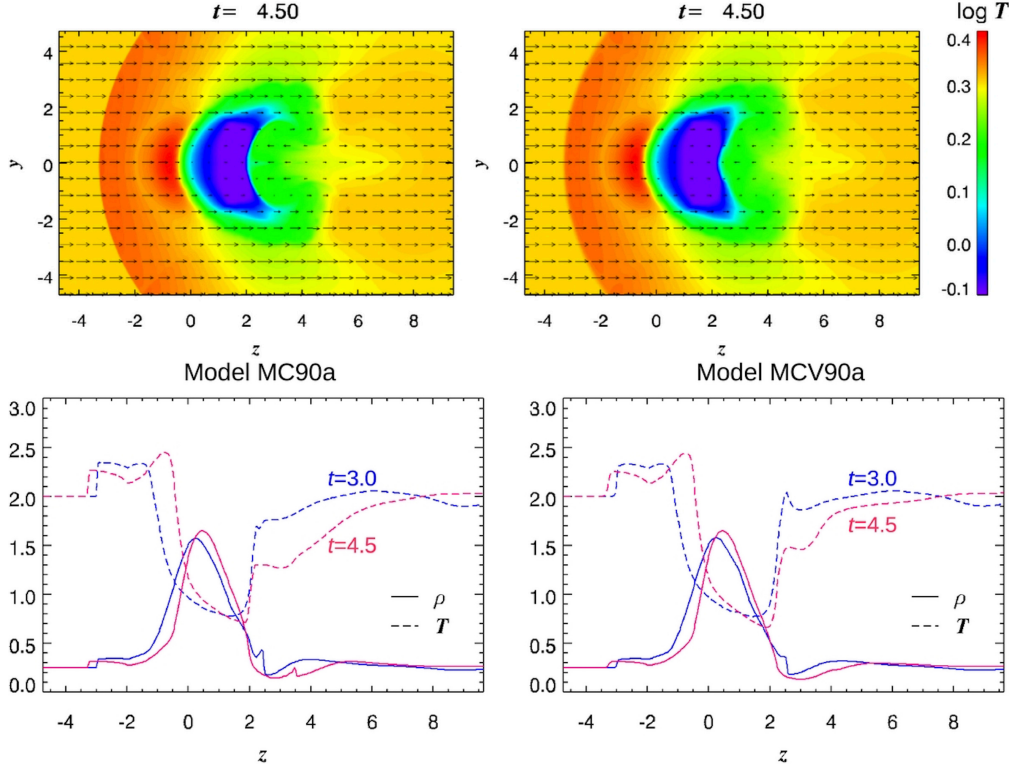 t= 4.50 t= 4.50 log T
4 4 0.4
2 2 0.3
y 0 y 0 0.2
-2 -2 0.1
-4 -4 0.0
-0.1
-4 -2 0 2 4 6 8 -4 -2 0 2 4 6 8
z z
Model MC90a Model MCV90a
3.0 3.0
2.5 2.5
t=3.0 t=3.0
2.0 2.0
t=4.5 t=4.5
1.5 1.5
1.0 ρ 1.0 ρ
0.5 T 0.5 T
0.0 0.0
-4 -2 0 2 4 6 8 -4 -2 0 2 4 6 8
z z